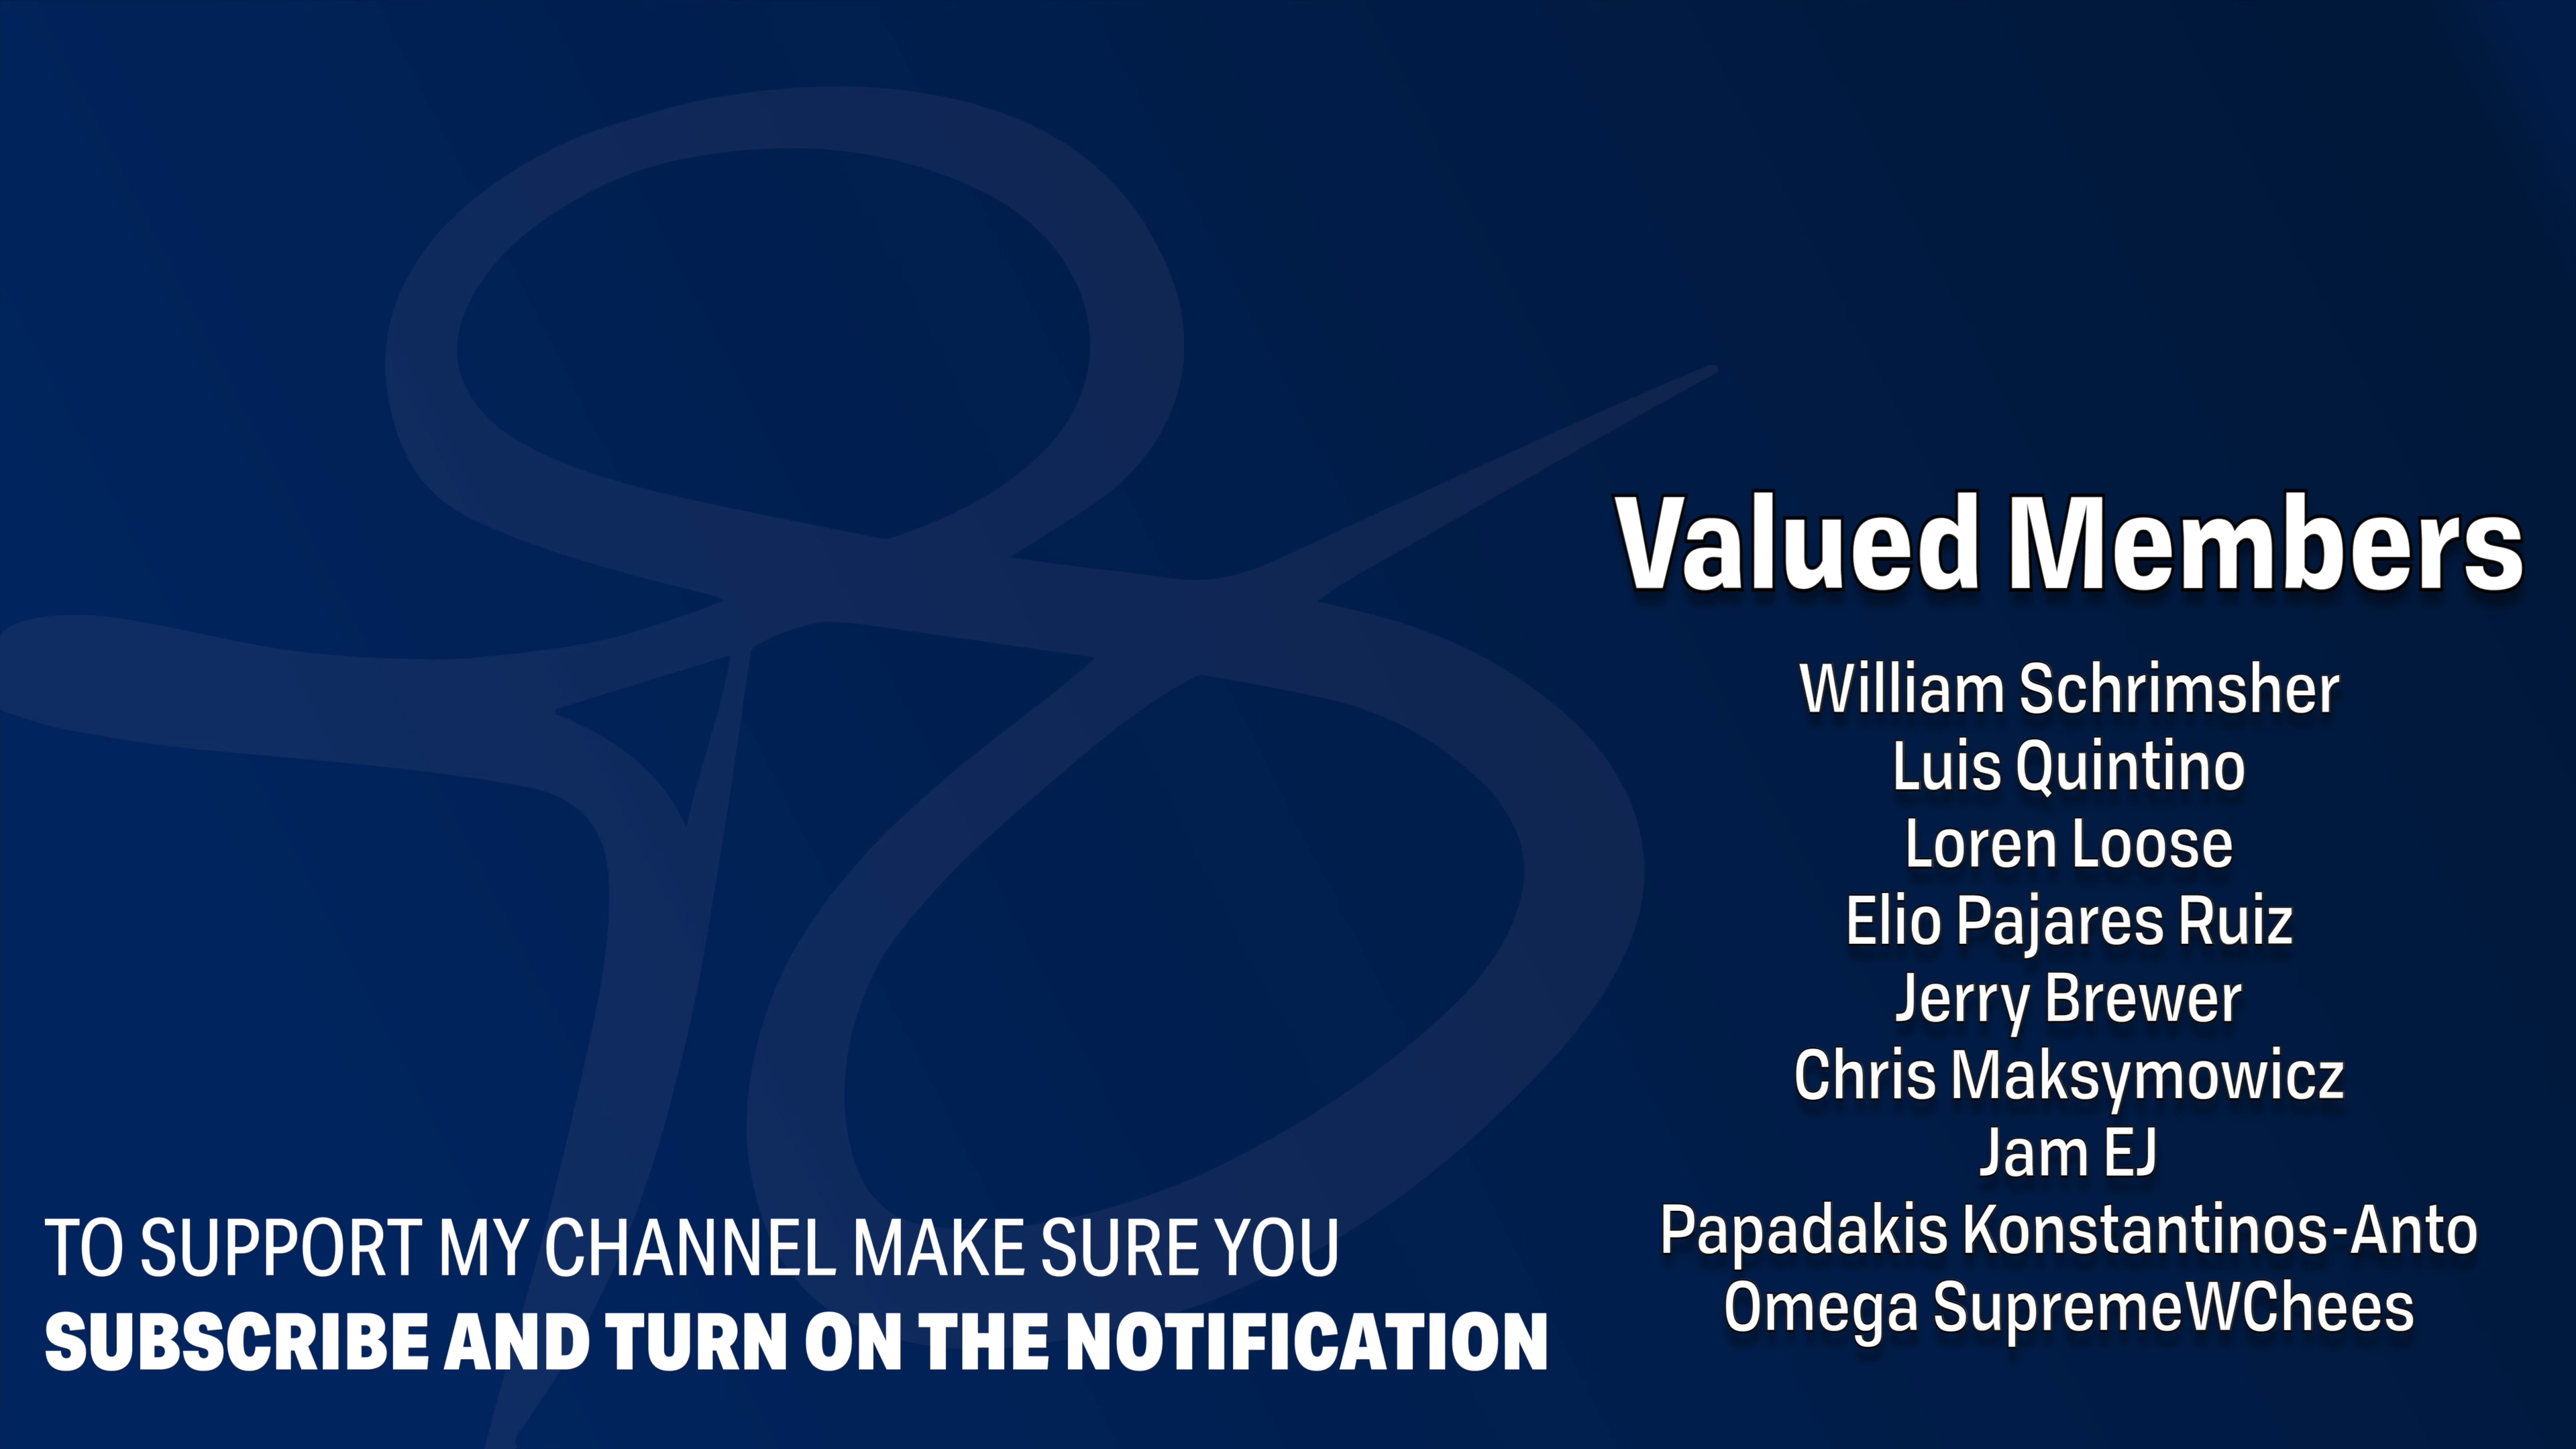 Valued Members
William Schrimsher
Luis Quintino
Loren Loose
Elio Pajares Ruiz
Jerry Brewer
Chris Maksymowicz
Jam EJ
Papadakis Konstantinos-Anto
Omega SupremeWChees
TO SUPPORT MY CHANNEL MAKE SURE YOU
SUBSCRIBE AND TURN ON THE NOTIFICATION